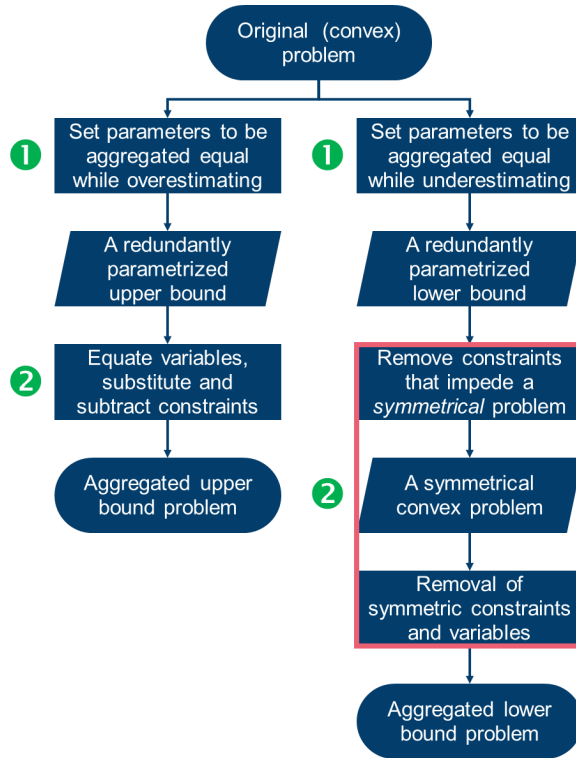 Original (convex)
problem
❶
Set parameters to be
aggregated equal
while overestimating
❶
Set parameters to be
aggregated equal
while underestimating
A redundantly
parametrized
upper bound
A redundantly
parametrized
lower bound
❷
Equate variables,
substitute and
subtract constraints
Remove constraints
that impede a
symmetrical problem
Aggregated upper
bound problem
❷
A symmetrical
convex problem
Removal of
symmetric constraints
and variables
Aggregated lower
bound problem